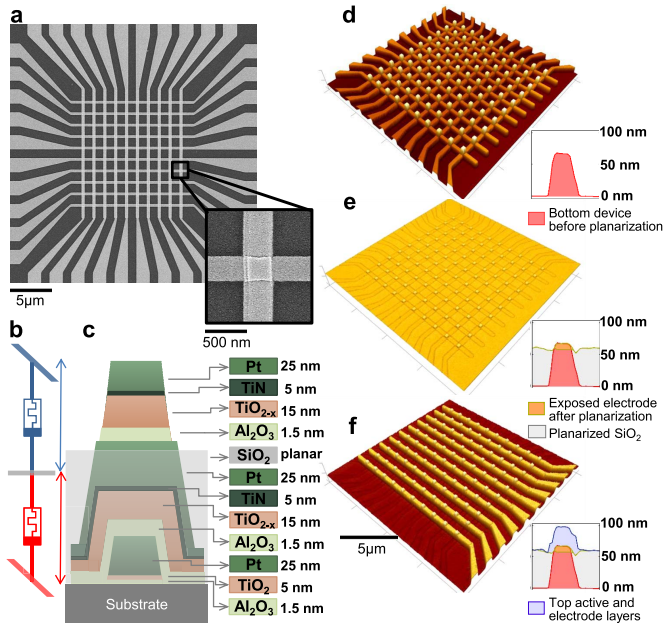 a
5μm
500 nm
b
c
Pt 25 nm
TiN 5 nm
TiO2-x 15 nm
Al2O3 1.5 nm
SiO2 planar
Pt 25 nm
TiN 5 nm
TiO2-x 15 nm
Al2O3 1.5 nm
Pt 25 nm
TiO2 5 nm
Al2O3 1.5 nm
Substrate
d
100 nm
50 nm
0 nm
Bottom device
before planarization
e
100 nm
50 nm
0 nm
Exposed electrode
after planarization
Planarized SiO2
f
5μm
100 nm
50 nm
0 nm
Top active and
electrode layers